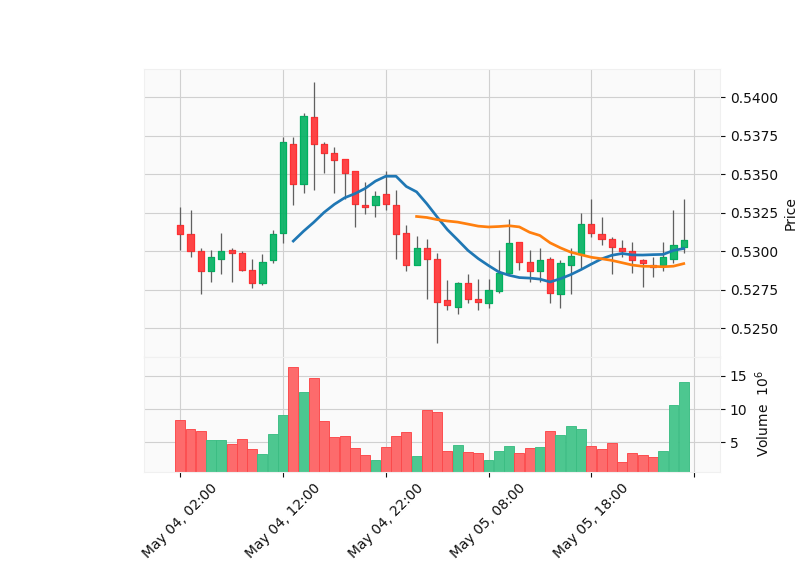 0.5400
0.5375
0.5350
0.5325
0.5300
0.5275
0.5250
Price
15
10
5
Volume 10⁶
May 04, 02:00
May 04, 12:00
May 04, 22:00
May 05, 08:00
May 05, 18:00